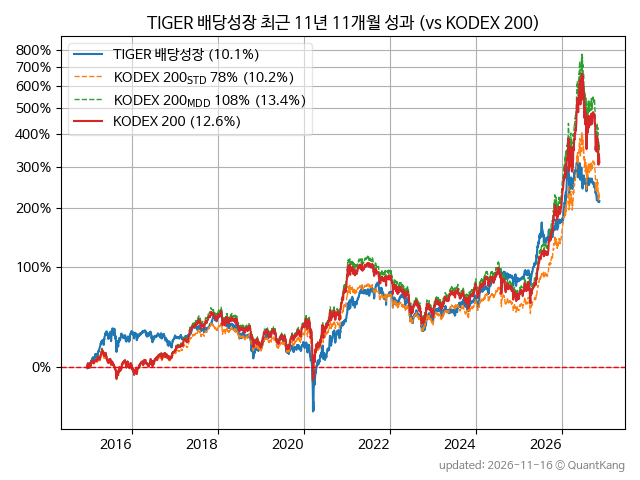 TIGER 배당성장 최근 11년 11개월 성과 (vs KODEX 200)
TIGER 배당성장 (10.1%)
KODEX 200STD 78% (10.2%)
KODEX 200MDD 108% (13.4%)
KODEX 200 (12.6%)
800%
700%
600%
500%
400%
300%
200%
100%
0%
2016 2018 2020 2022 2024 2026
updated: 2026-11-16 © QuantKang